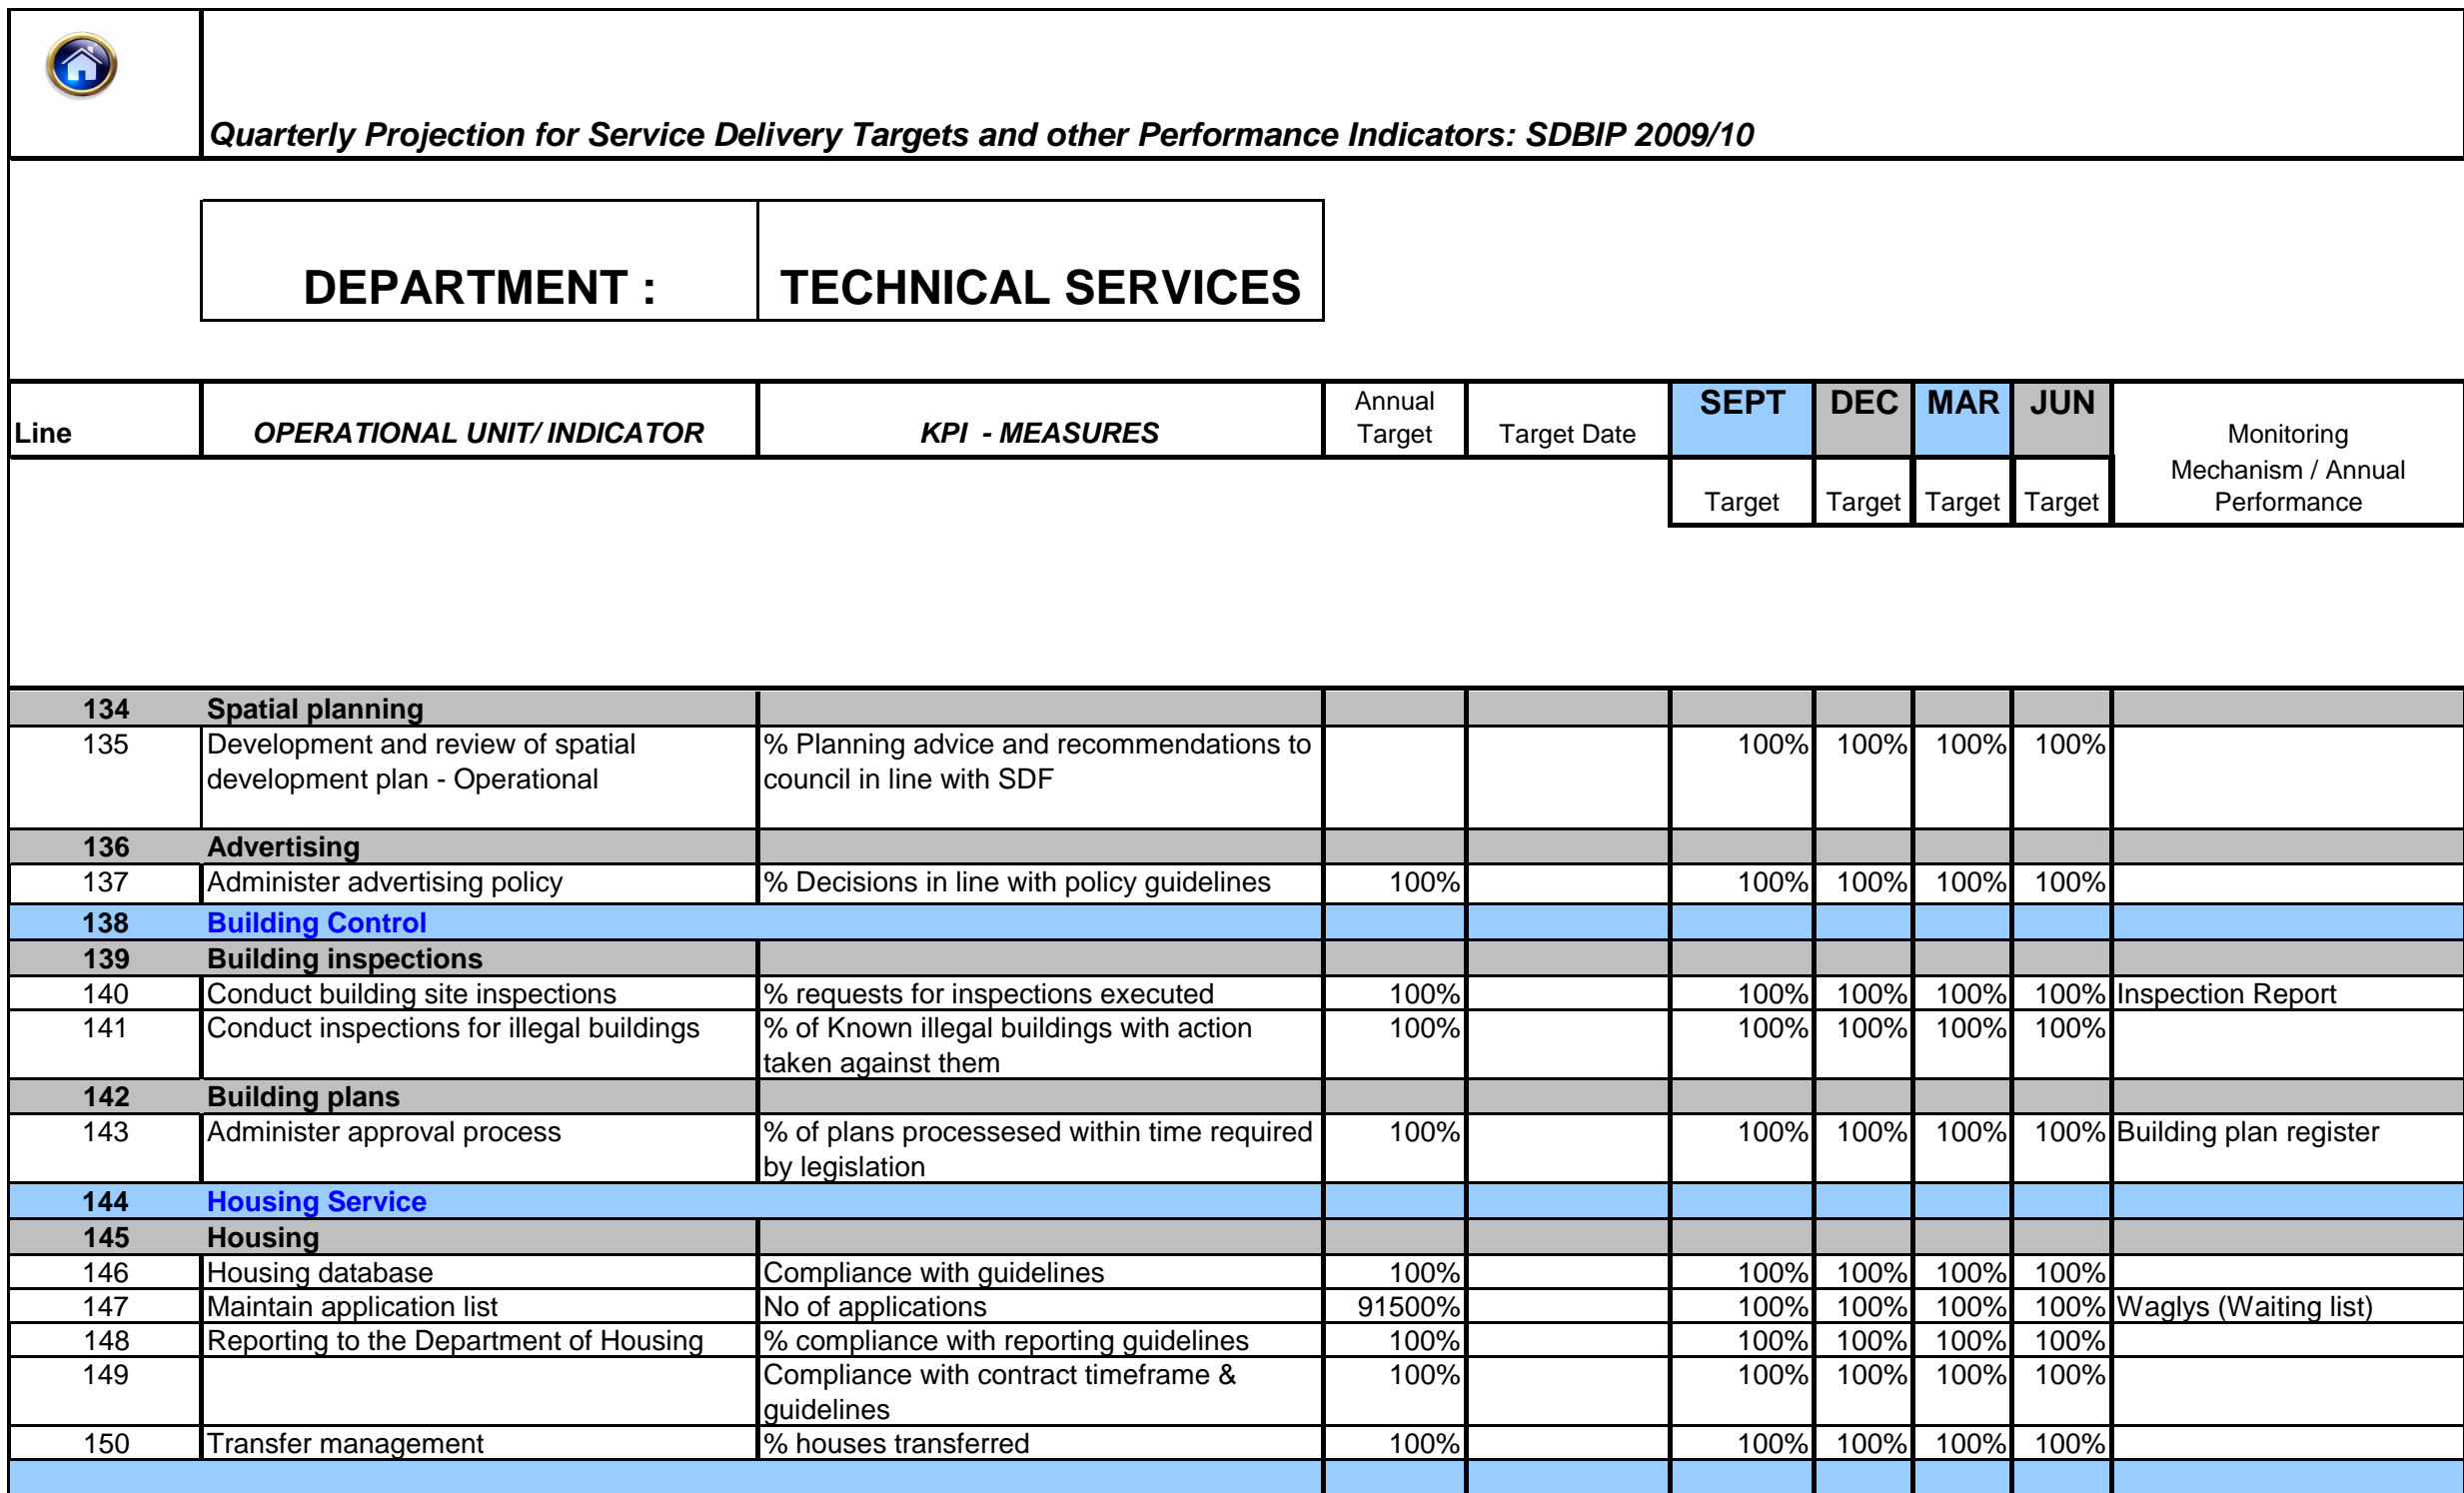 Quarterly Projection for Service Delivery Targets and other Performance Indicators: SDBIP 2009/10
DEPARTMENT : TECHNICAL SERVICES
Line OPERATIONAL UNIT/ INDICATOR KPI - MEASURES Annual Target Target Date SEPT DEC MAR JUN Monitoring
Target Target Target Target Mechanism / Annual Performance
134 Spatial planning
135 Development and review of spatial % Planning advice and recommendations to 100% 100% 100% 100%
development plan - Operational council in line with SDF
136 Advertising
137 Administer advertising policy % Decisions in line with policy guidelines 100% 100% 100% 100% 100%
138 Building Control
139 Building inspections
140 Conduct building site inspections % requests for inspections executed 100% 100% 100% 100% 100% Inspection Report
141 Conduct inspections for illegal buildings % of Known illegal buildings with action 100% 100% 100% 100% 100%
taken against them
142 Building plans
143 Administer approval process % of plans processesed within time required 100% 100% 100% 100% 100% Building plan register
by legislation
144 Housing Service
145 Housing
146 Housing database Compliance with guidelines 100% 100% 100% 100% 100%
147 Maintain application list No of applications 91500% 100% 100% 100% 100% Waglys (Waiting list)
148 Reporting to the Department of Housing % compliance with reporting guidelines 100% 100% 100% 100% 100%
149 Compliance with contract timeframe & 100% 100% 100% 100% 100%
guidelines
150 Transfer management % houses transferred 100% 100% 100% 100% 100%